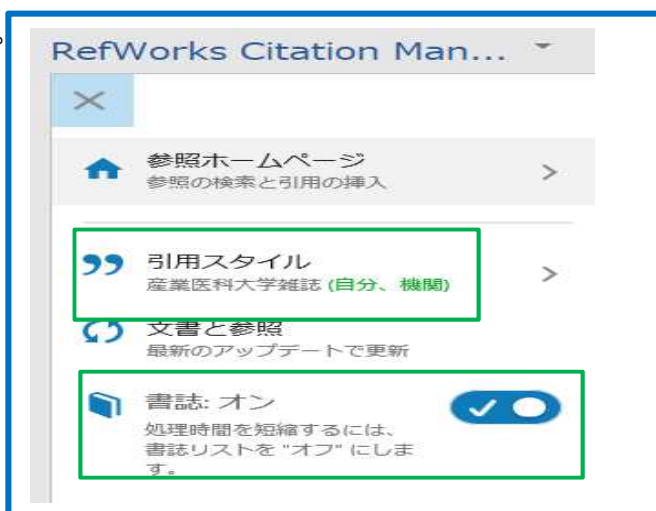 RefWorks Citation Man...
参照ホームページ
参照の検索と引用の挿入
引用スタイル
産業医科大学雑誌 (自分、機関)
文書と参照
最新のアップデートで更新
書誌: オン
処理時間を短縮するには、
書誌リストを "オフ" にしま
す。